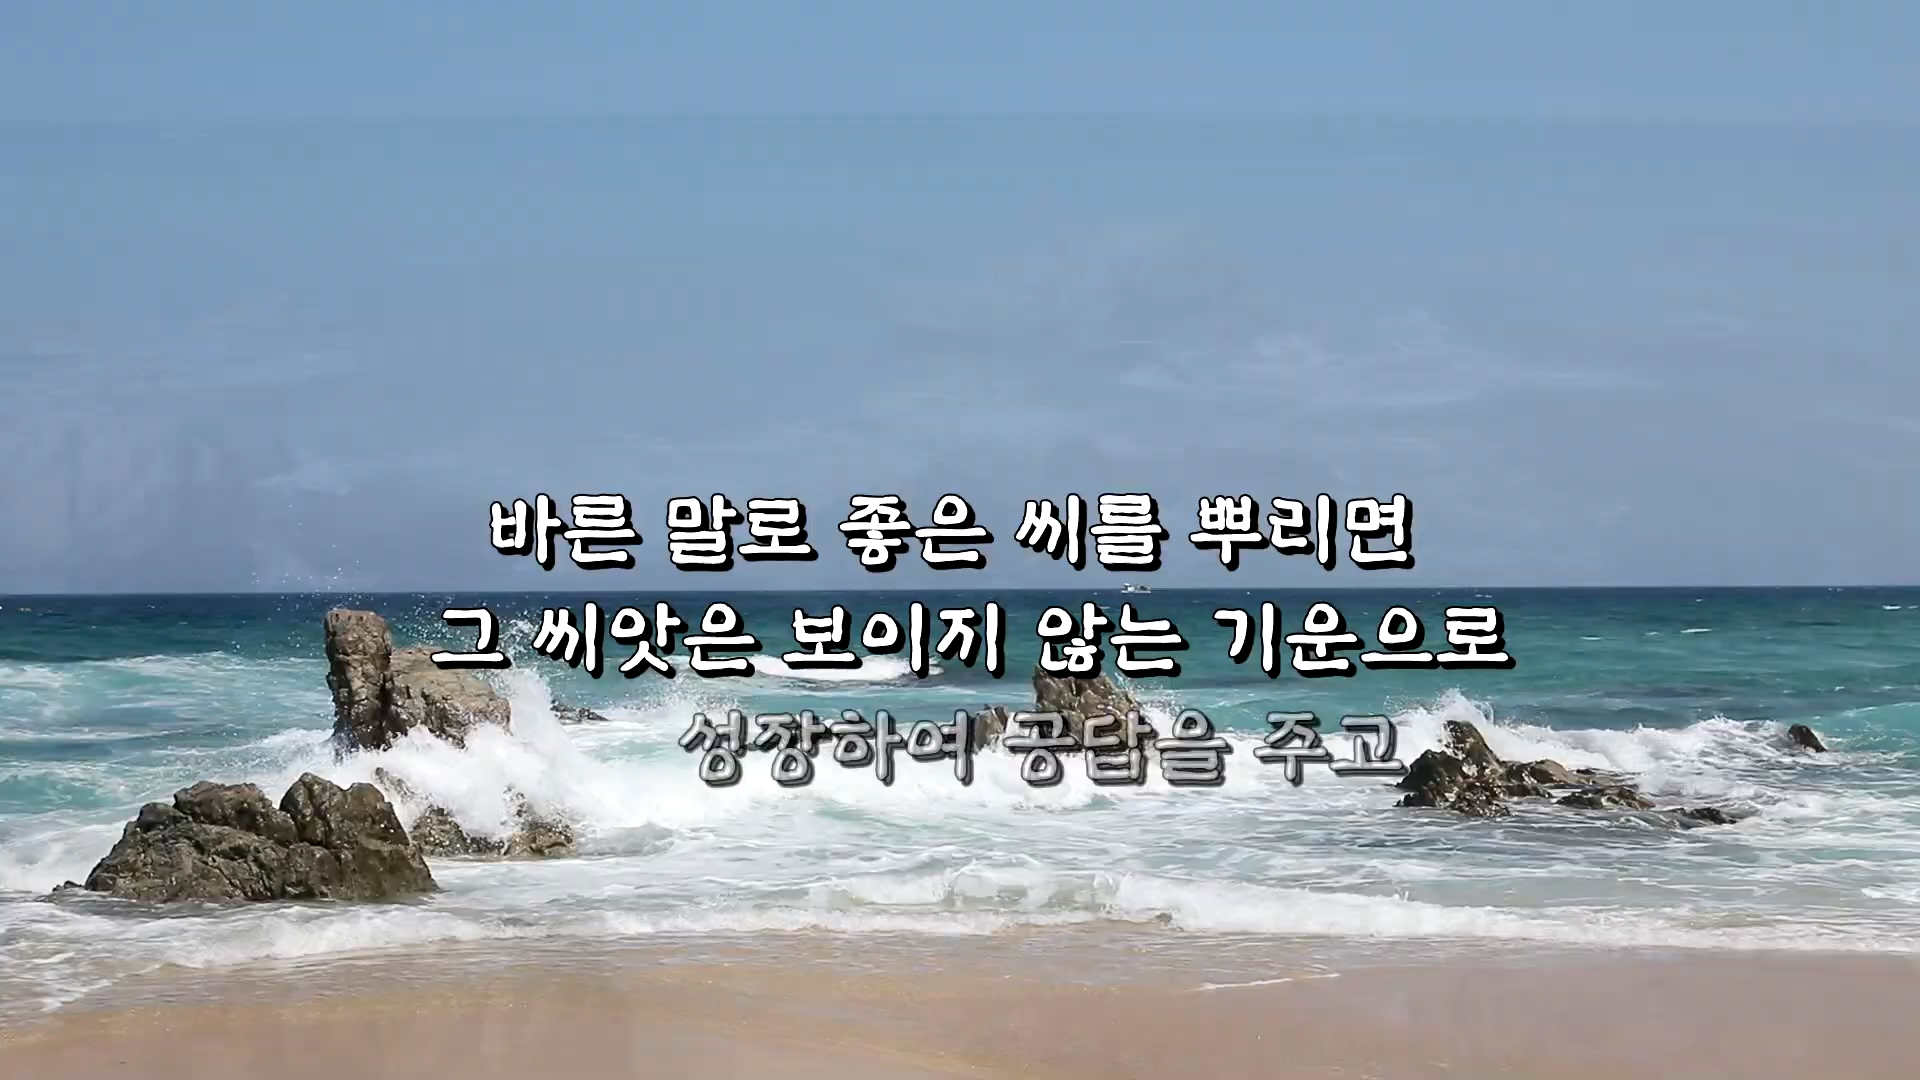 바른 말로 좋은 씨를 뿌리면
그 씨앗은 보이지 않는 기운으로
성장하여 공답을 주고